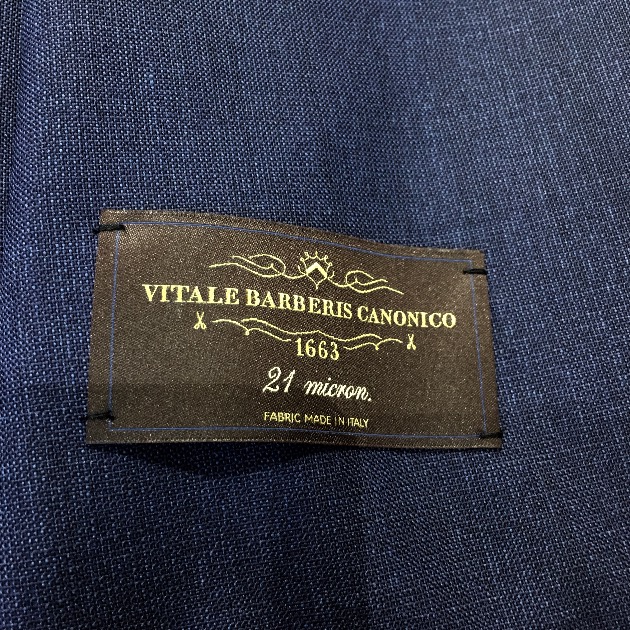 VITALE BARBERIS CANONICO
1663
21 micron.
FABRIC MADE IN ITALY